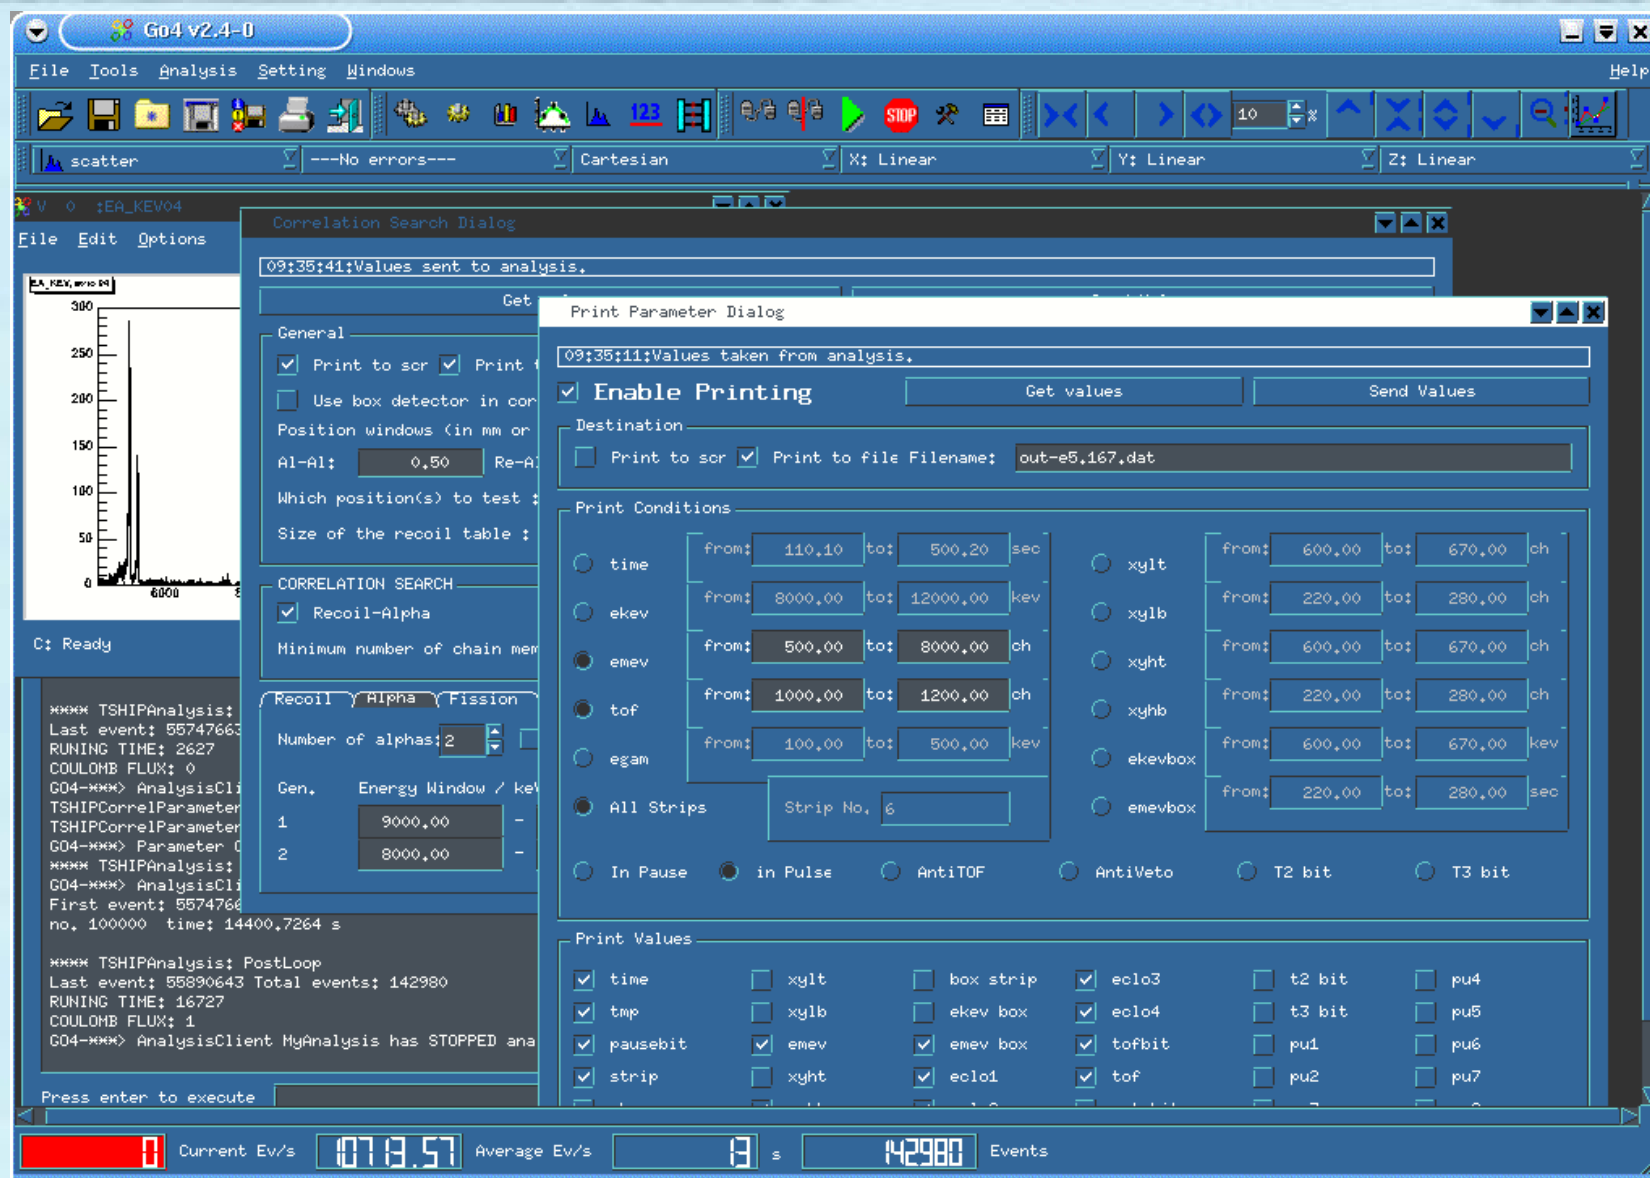 Go4 v2.4-0
File Tools Analysis Setting Windows Help
123 STOP 10 %
scatter ---No errors--- Cartesian X: Linear Y: Linear Z: Linear
V 0 :EA_KEV04
File Edit Options
300
250
200
150
100
50
0
6000
C: Ready
**** TSHIPAnalysis:
Last event: 55747663
RUNING TIME: 2627
COULOMB FLUX: 0
GO4-***> AnalysisCli
TSHIPCorrelParameter
TSHIPCorrelParameter
GO4-***> Parameter
**** TSHIPAnalysis:
GO4-***> AnalysisCli
First event: 5574766
no. 100000 time: 14400.7264 s
**** TSHIPAnalysis: PostLoop
Last event: 55890643 Total events: 142980
RUNING TIME: 16727
COULOMB FLUX: 1
GO4-***> AnalysisClient MyAnalysis has STOPPED ana
Press enter to execute
Correlation Search Dialog
09:35:41:Values sent to analysis.
Get
General
Print to scr Print
Use box detector in cor
Position windows (in mm or
Al-Al: 0.50 Re-A
Which position(s) to test :
Size of the recoil table :
CORRELATION SEARCH
Recoil-Alpha
Minimum number of chain mem
Recoil Alpha Fission
Number of alphas: 2
Gen. Energy Window / keV
1 9000.00 -
2 8000.00 -
Print Parameter Dialog
09:35:11:Values taken from analysis.
Enable Printing Get values Send Values
Destination
Print to scr Print to file Filename: out-e5.167.dat
Print Conditions
time from: 110.10 to: 500.20 sec xylt from: 600.00 to: 670.00 ch
ekev from: 8000.00 to: 12000.00 kev xylb from: 220.00 to: 280.00 ch
emev from: 500.00 to: 8000.00 ch xyht from: 600.00 to: 670.00 ch
tof from: 1000.00 to: 1200.00 ch xyhb from: 220.00 to: 280.00 ch
egam from: 100.00 to: 500.00 kev ekevbox from: 600.00 to: 670.00 kev
All Strips Strip No. 6 emevbox from: 220.00 to: 280.00 sec
In Pause in Pulse AntiTOF AntiVeto T2 bit T3 bit
Print Values
time xylt box strip eclo3 t2 bit pu4
tmp xylb ekev box eclo4 t3 bit pu5
pausebit emev emev box tofbit pu1 pu6
strip xyht eclo1 tof pu2 pu7
0 Current Ev/s 10713.57 Average Ev/s 13 s 142980 Events